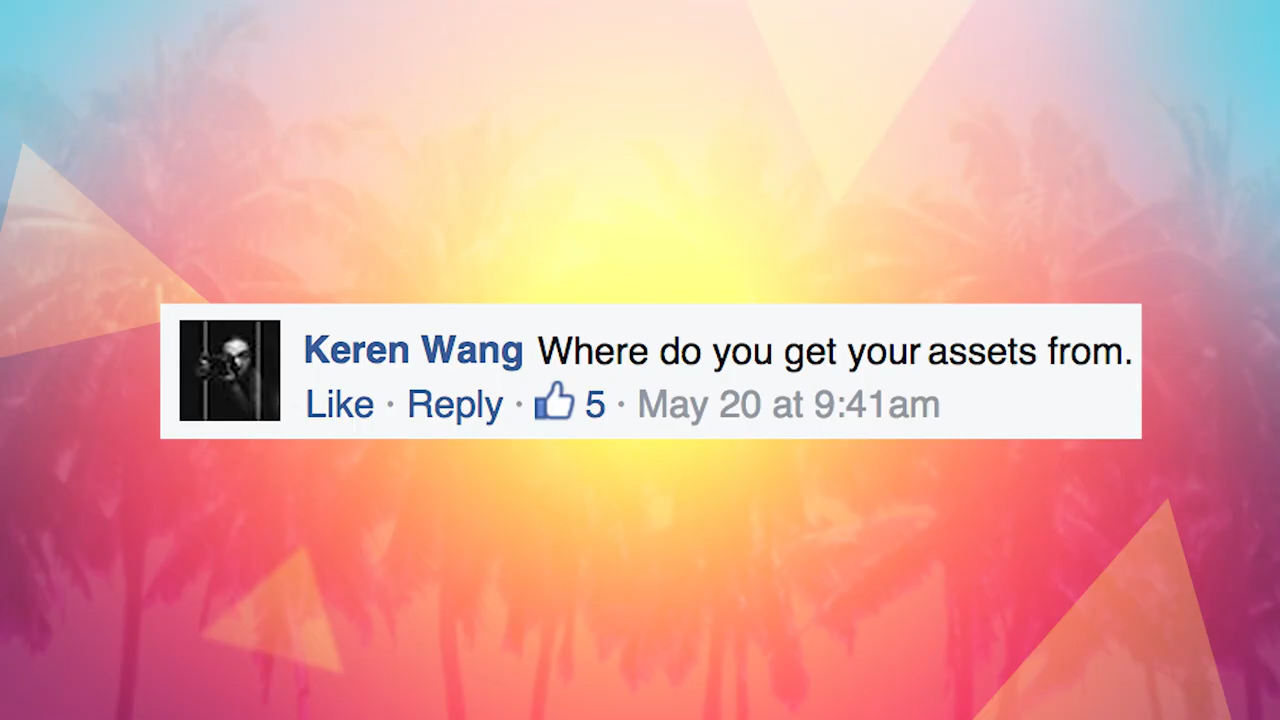 Keren Wang Where do you get your assets from.
Like · Reply · 5 · May 20 at 9:41am